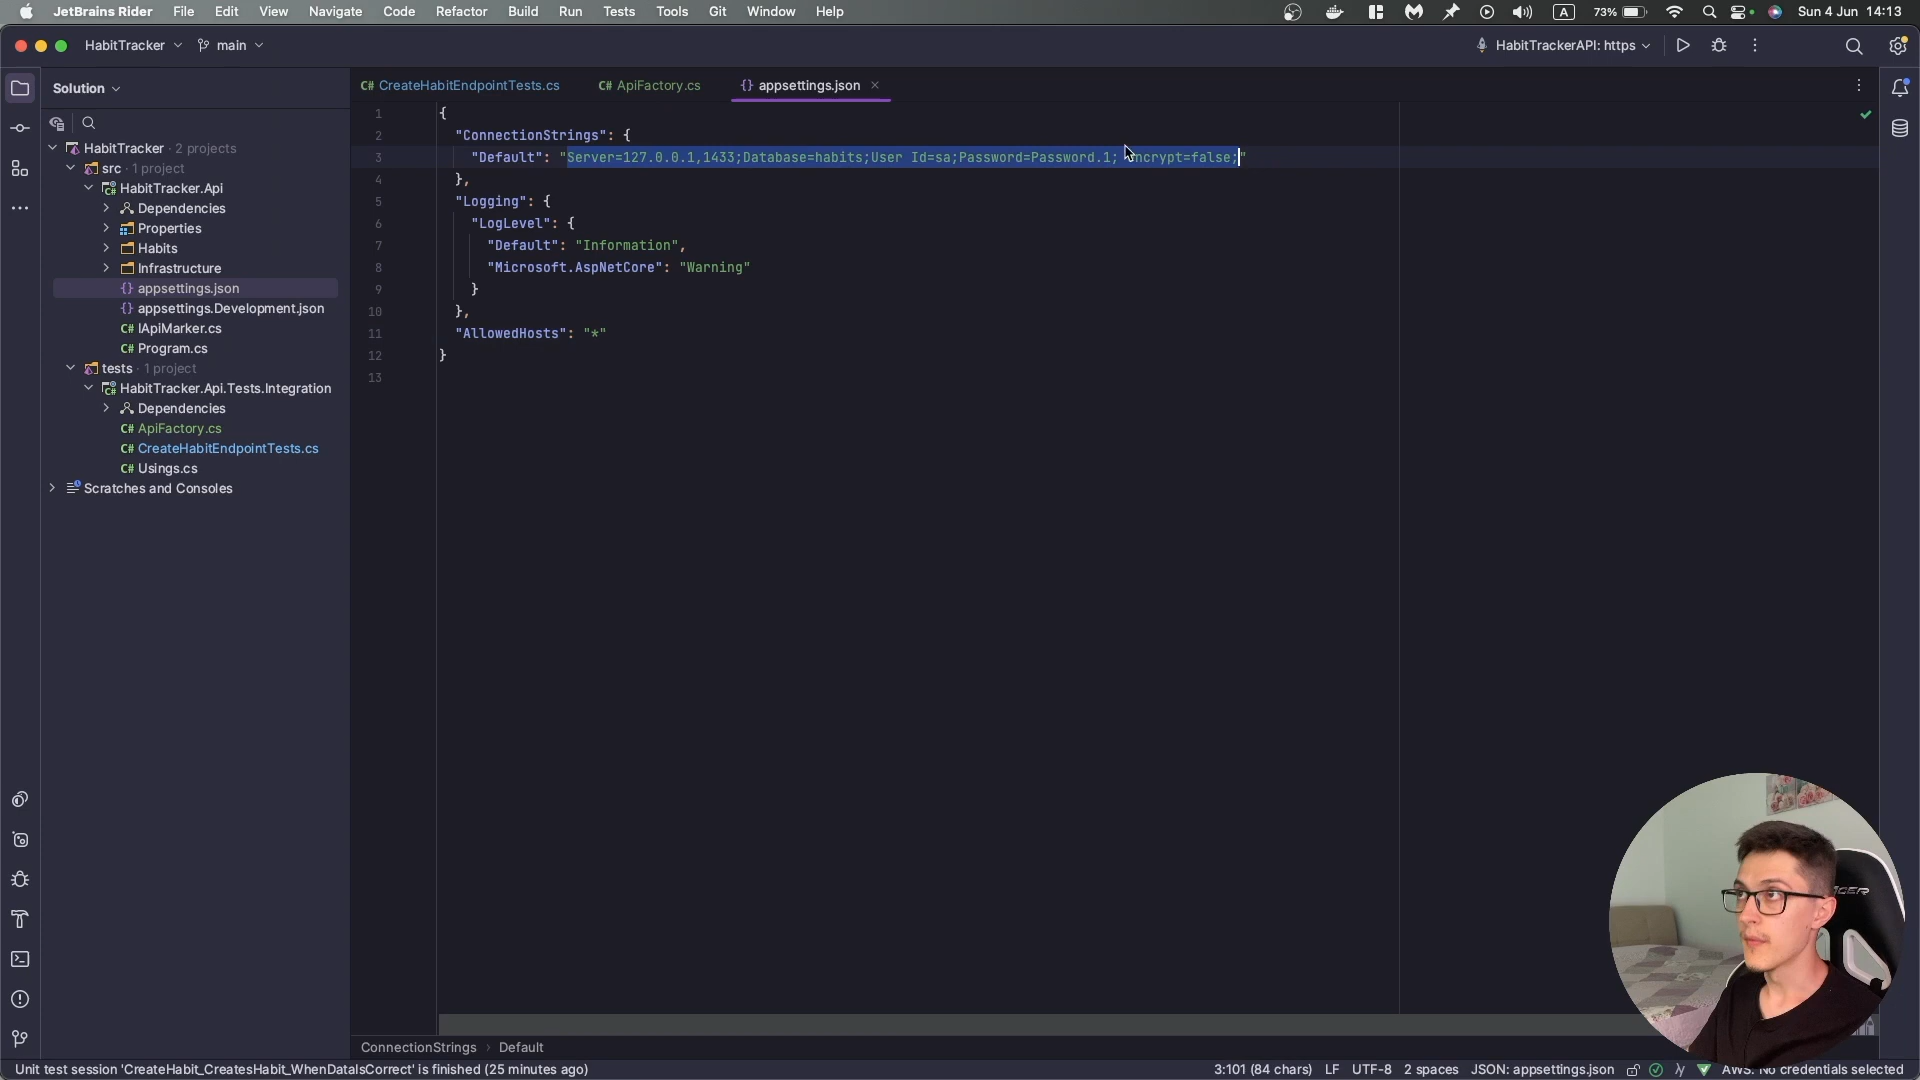 JetBrains Rider File Edit View Navigate Code Refactor Build Run Tests Tools Git Window Help A 73% Sun 4 Jun 14:13
HabitTracker main HabitTrackerAPI: https
Solution
C# CreateHabitEndpointTests.cs C# ApiFactory.cs {} appsettings.json
HabitTracker · 2 projects
src · 1 project
HabitTracker.Api
Dependencies
Properties
Habits
Infrastructure
{} appsettings.json
{} appsettings.Development.json
C# IApiMarker.cs
C# Program.cs
tests · 1 project
HabitTracker.Api.Tests.Integration
Dependencies
C# ApiFactory.cs
C# CreateHabitEndpointTests.cs
C# Usings.cs
Scratches and Consoles
1 {
2 "ConnectionStrings": {
3 "Default": "Server=127.0.0.1,1433;Database=habits;User Id=sa;Password=Password.1; Encrypt=false;"
4 },
5 "Logging": {
6 "LogLevel": {
7 "Default": "Information",
8 "Microsoft.AspNetCore": "Warning"
9 }
10 },
11 "AllowedHosts": "*"
12 }
13
ConnectionStrings › Default
Unit test session 'CreateHabit_CreatesHabit_WhenDataIsCorrect' is finished (25 minutes ago) 3:101 (84 chars) LF UTF-8 2 spaces JSON: appsettings.json AWS: No credentials selected